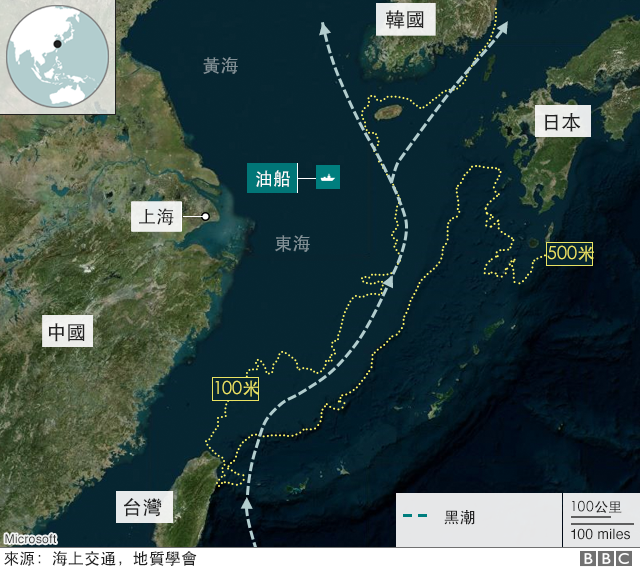 韓國
黃海
日本
油船
上海
東海
500米
中國
100米
台灣
黑潮
100公里
100 miles
Microsoft
來源：海上交通，地質學會
BBC